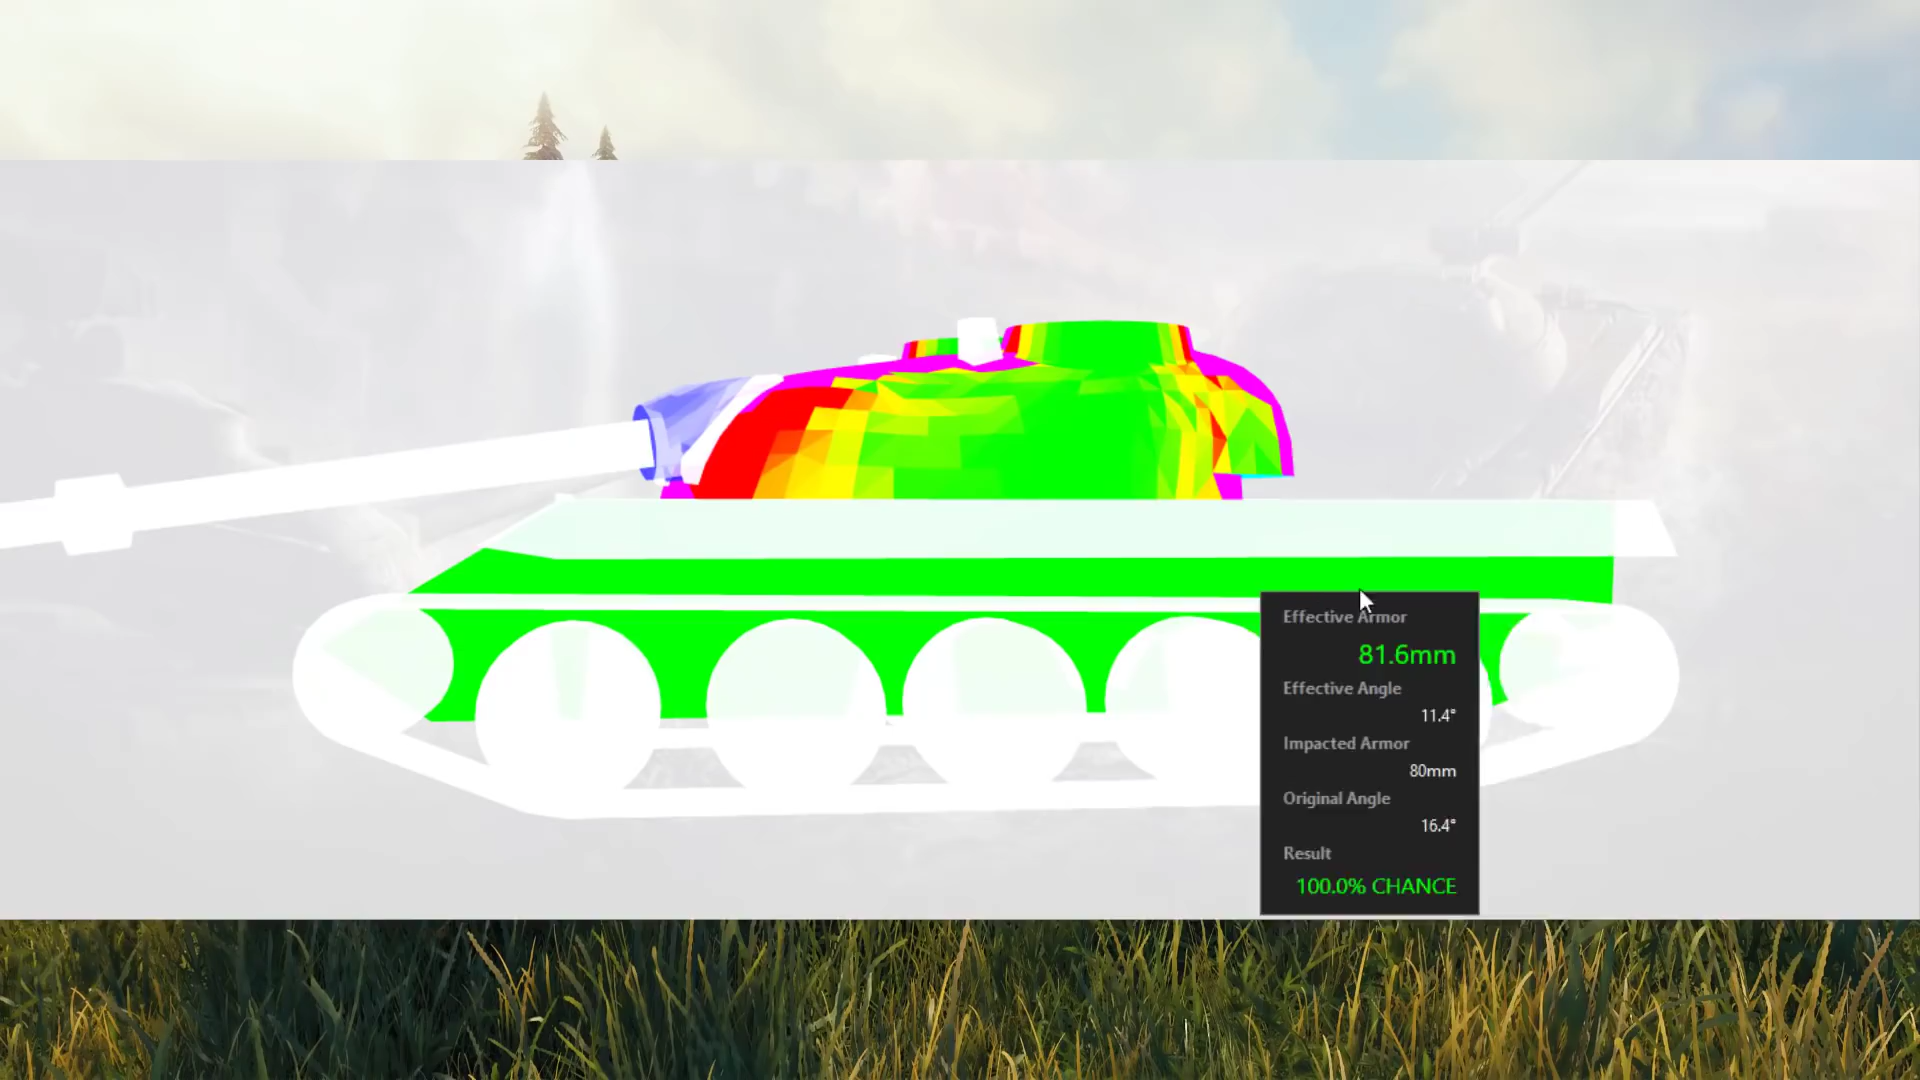 Effective Armor
81.6mm
Effective Angle
11.4°
Impacted Armor
80mm
Original Angle
16.4°
Result
100.0% CHANCE